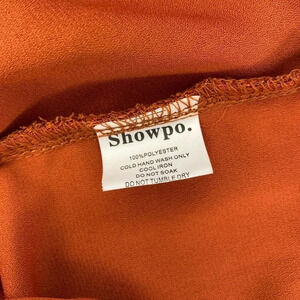 Showpo.
100%POLYESTER
COLD HAND WASH ONLY
COOL IRON
DO NOT SOAK
DO NOT TUMBLE DRY